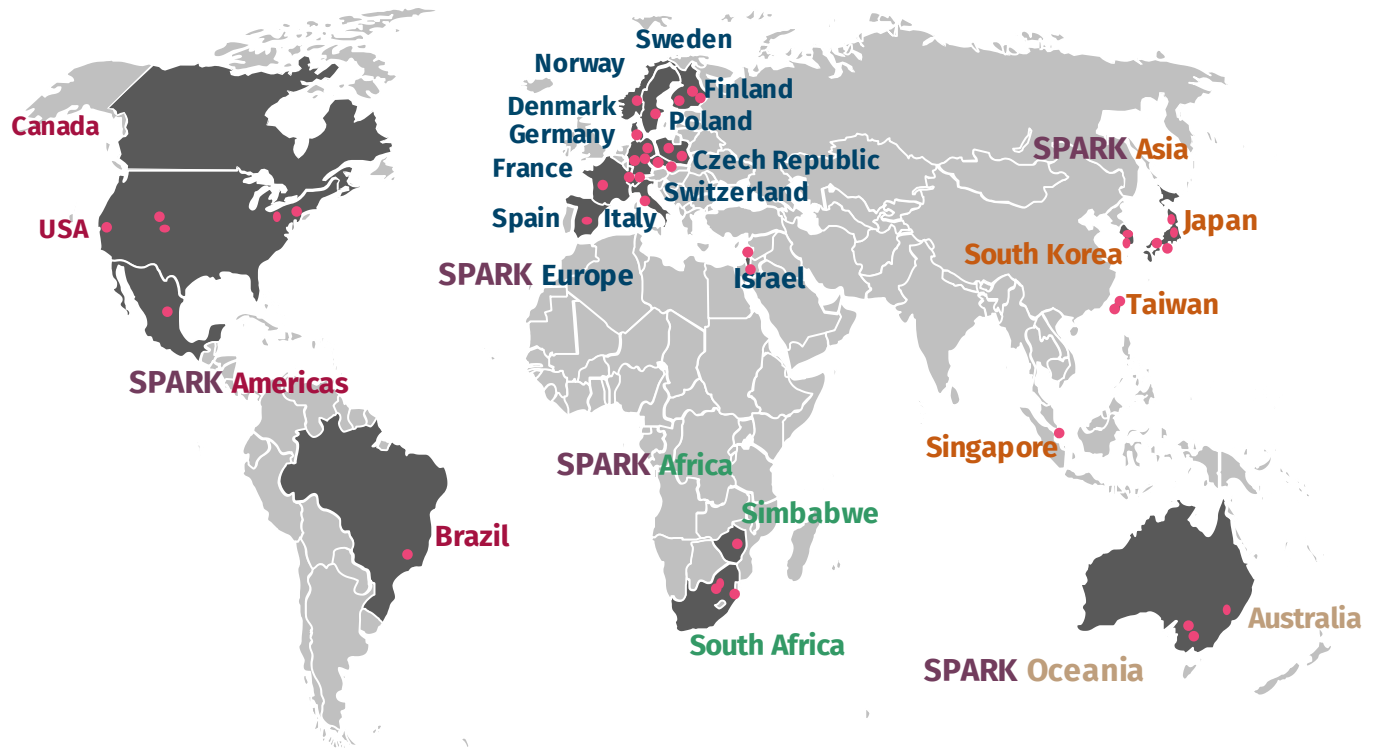 Sweden
Norway
Finland
Denmark
Poland
Canada
Germany
SPARK Asia
France
Czech Republic
Switzerland
Spain
Italy
Japan
USA
South Korea
SPARK Europe
Israel
Taiwan
SPARK Americas
Singapore
SPARK Africa
Simbabwe
Brazil
Australia
South Africa
SPARK Oceania